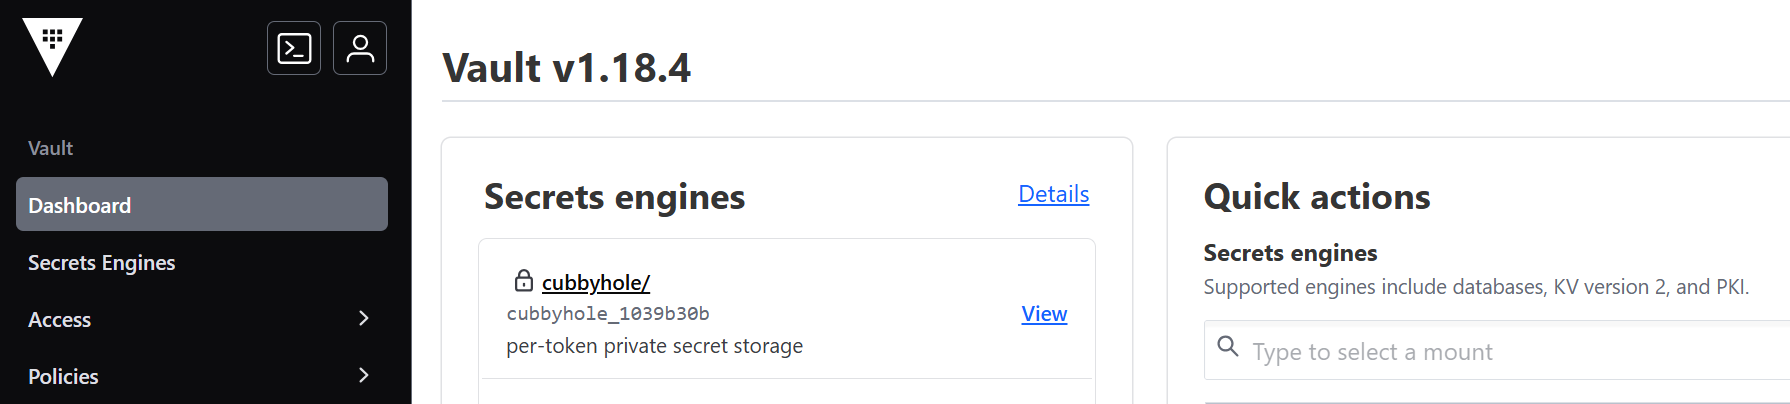 Vault
Dashboard
Secrets Engines
Access
Policies
Vault v1.18.4
Secrets engines
Details
cubbyhole/
cubbyhole_1039b30b
View
per-token private secret storage
Quick actions
Secrets engines
Supported engines include databases, KV version 2, and PKI.
Type to select a mount